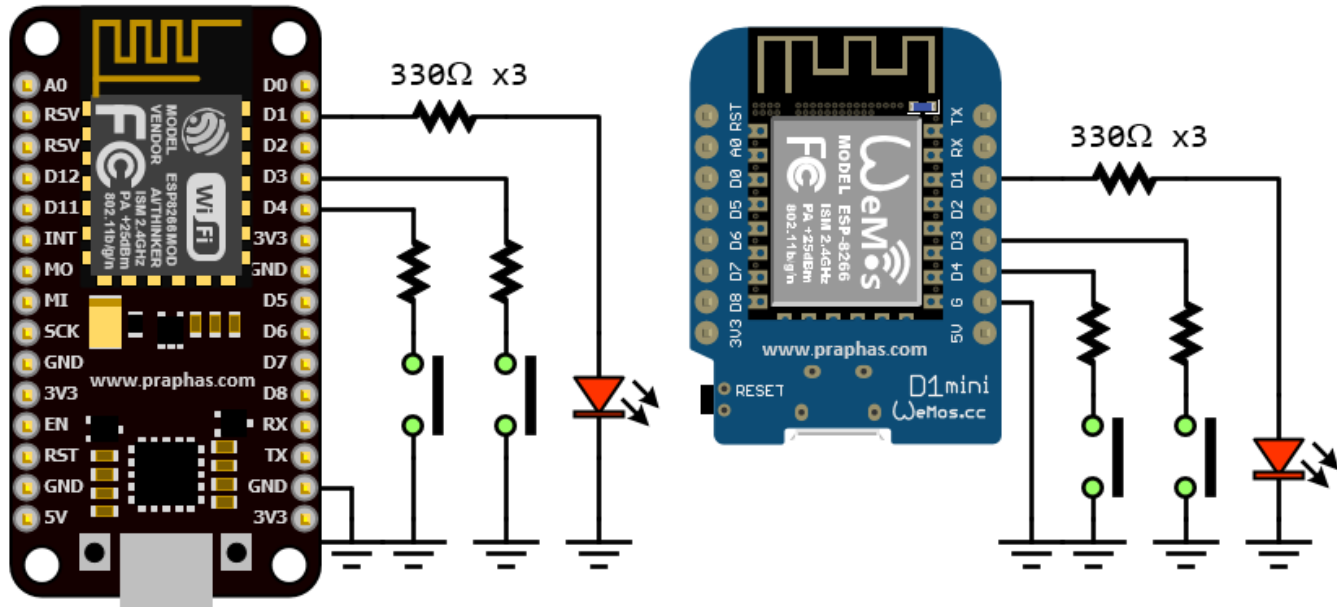 330Ω x3
A0
RSV
RSV
D12
D11
INT
MO
MI
SCK
GND
3V3
EN
RST
GND
5V
D0
D1
D2
D3
D4
3V3
GND
D5
D6
D7
D8
RX
TX
GND
3V3
MODEL
VENDOR
ESP8266MOD
AI/THINKER
ISM 2.4GHz
PA +25dBm
802.11b/g/n
FC
Wi Fi
www.praphas.com
330Ω x3
RST
A0
D0
D5
D6
D7
D8
3V3
TX
RX
D1
D2
D3
D4
G
5V
WeMos
MODEL ESP-8266
ISM 2.4GHz
PA +25dBm
802.11b/g/n
FC
www.praphas.com
RESET
D1mini
WeMos.cc